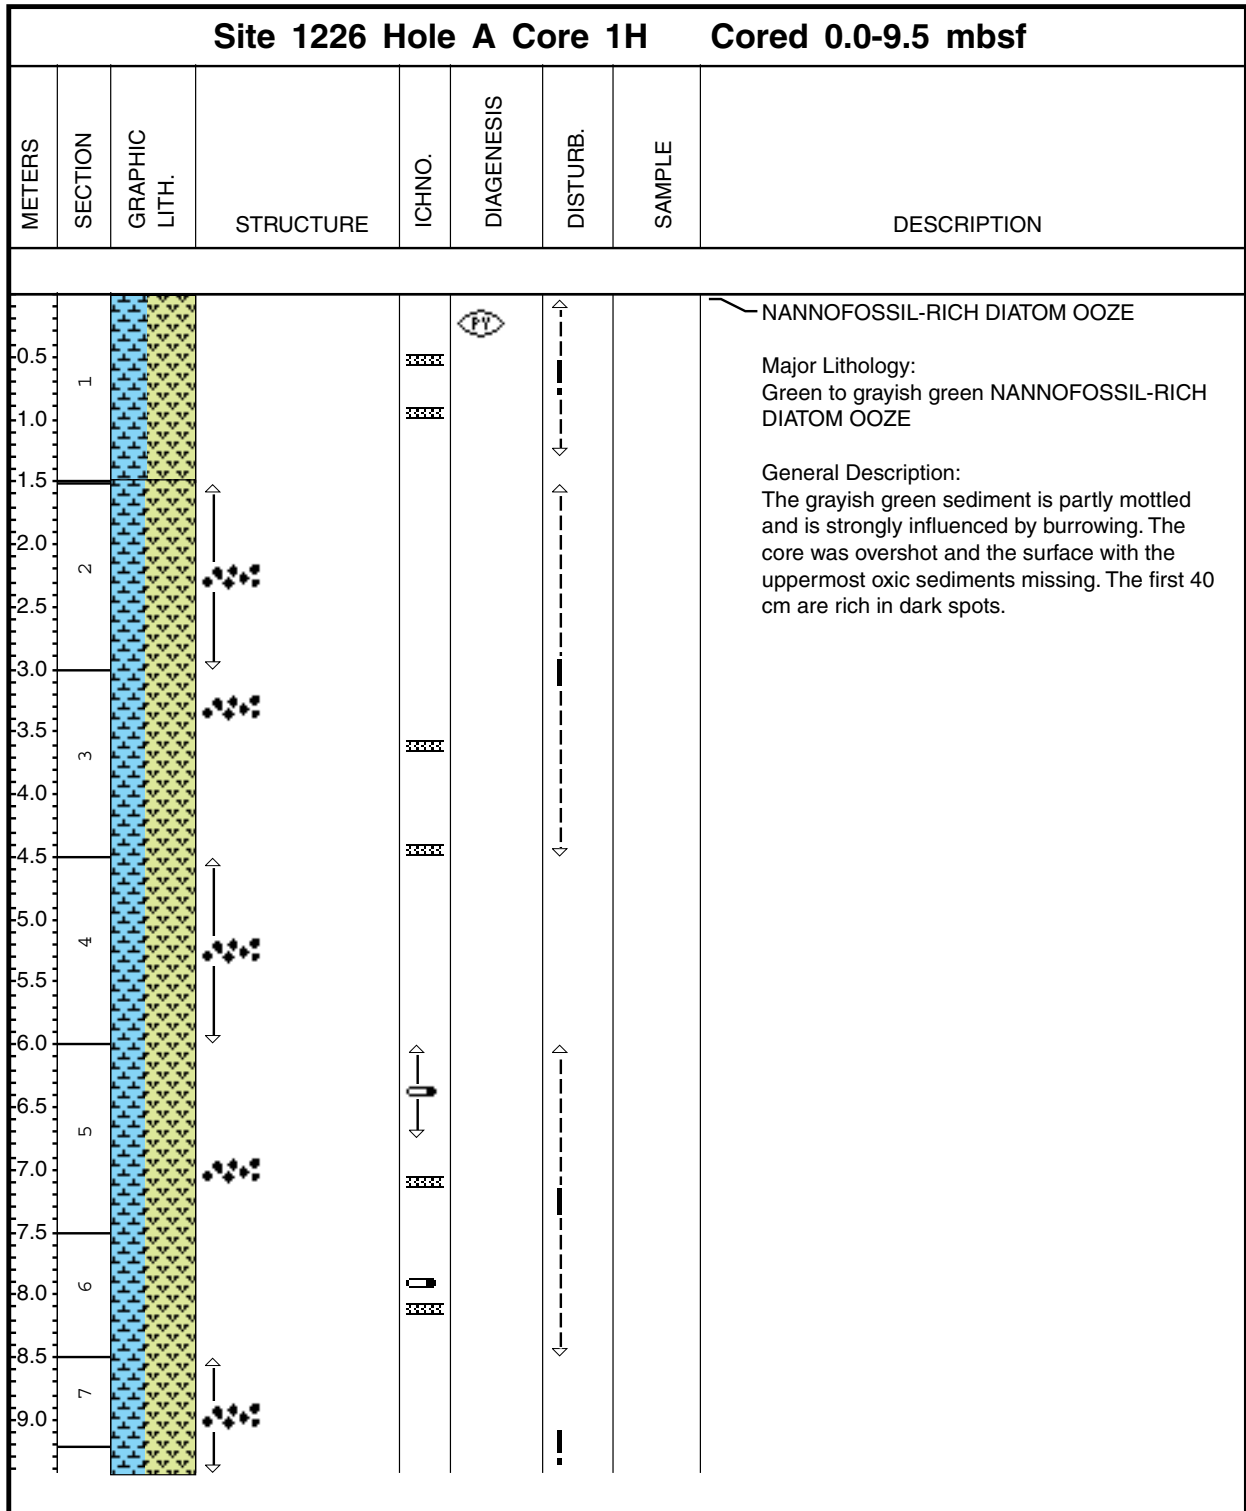 Site 1226 Hole A Core 1H Cored 0.0-9.5 mbsf
METERS
SECTION
GRAPHIC
LITH.
STRUCTURE
ICHNO.
DIAGENESIS
DISTURB.
SAMPLE
DESCRIPTION
PY
NANNOFOSSIL-RICH DIATOM OOZE
Major Lithology:
Green to grayish green NANNOFOSSIL-RICH
DIATOM OOZE
General Description:
The grayish green sediment is partly mottled
and is strongly influenced by burrowing. The
core was overshot and the surface with the
uppermost oxic sediments missing. The first 40
cm are rich in dark spots.
0.5
1
1.0
1.5
2.0
2
2.5
3.0
3.5
3
4.0
4.5
5.0
4
5.5
6.0
6.5
5
7.0
7.5
6
8.0
8.5
7
9.0